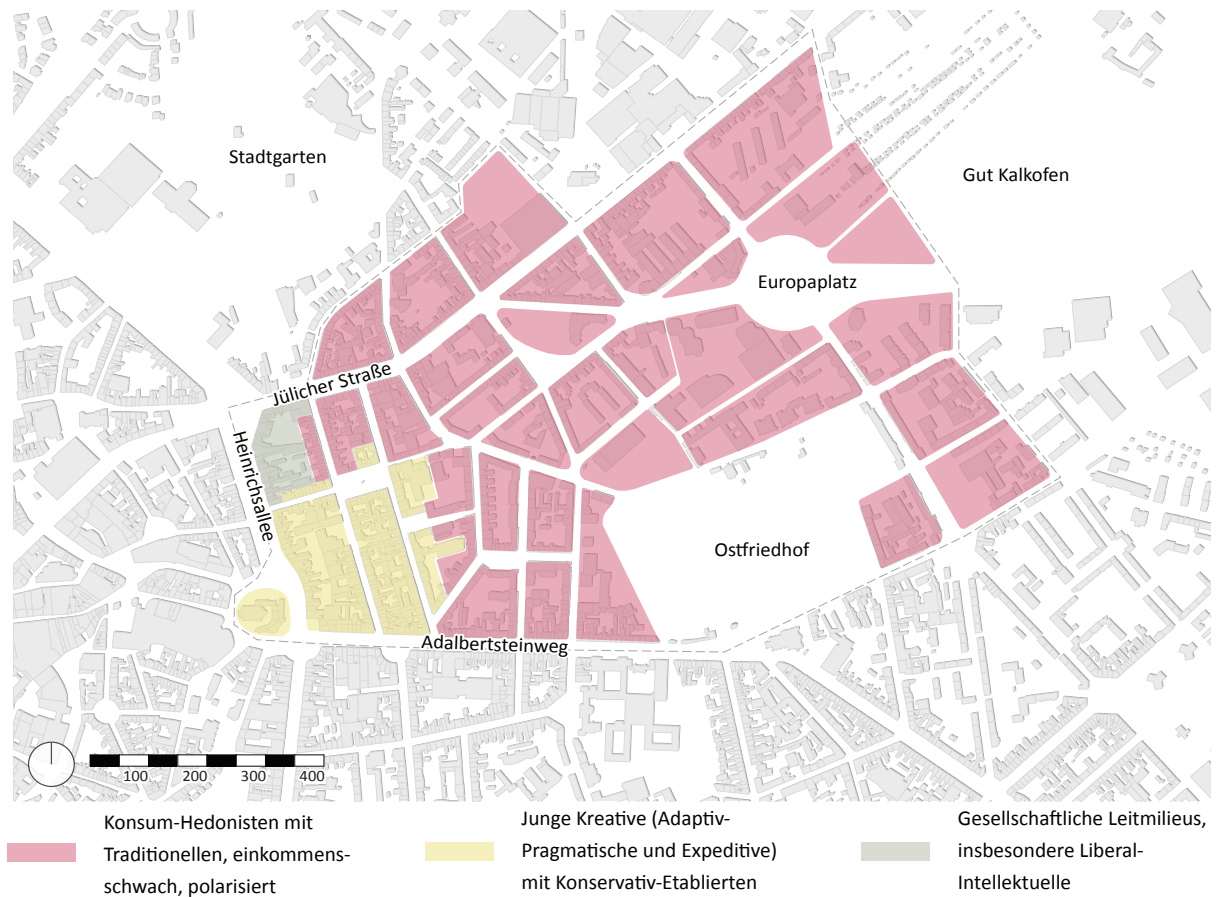 Stadtgarten
Gut Kalkofen
Europaplatz
Jülicher Straße
Heinrichsallee
Ostfriedhof
Adalbertsteinweg
100 200 300 400
Konsum-Hedonisten mit
Traditionellen, einkommens-
schwach, polarisiert
Junge Kreative (Adaptiv-
Pragmatische und Expeditive)
mit Konservativ-Etablierten
Gesellschaftliche Leitmilieus,
insbesondere Liberal-
Intellektuelle